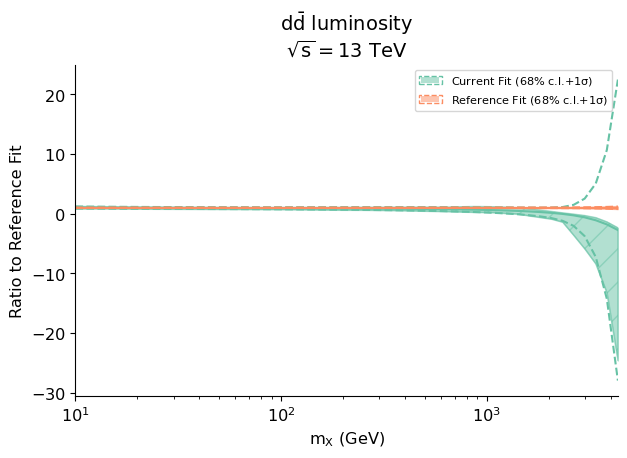 dd̄ luminosity
√s = 13 TeV
Current Fit (68% c.l.+1σ)
Reference Fit (68% c.l.+1σ)
Ratio to Reference Fit
20
10
0
−10
−20
−30
10¹ 10² 10³
mX (GeV)